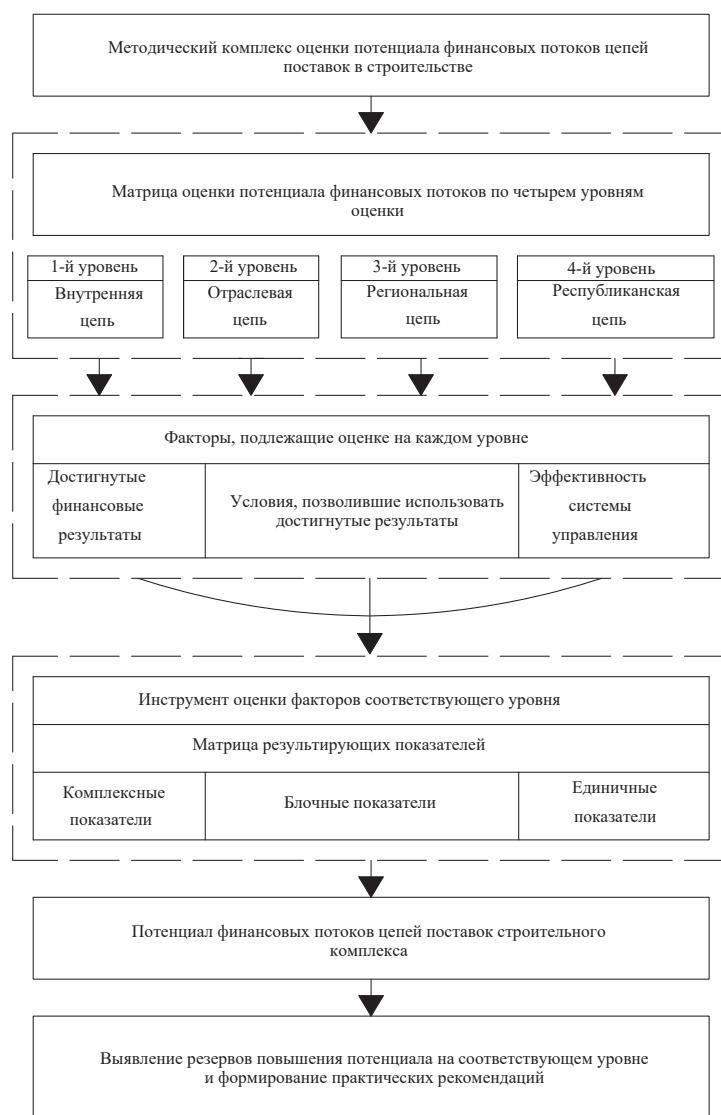 Методический комплекс оценки потенциала финансовых потоков цепей
поставок в строительстве
Матрица оценки потенциала финансовых потоков по четырем уровням
оценки
1-й уровень
Внутренняя
цепь
2-й уровень
Отраслевая
цепь
3-й уровень
Региональная
цепь
4-й уровень
Республиканская
цепь
Факторы, подлежащие оценке на каждом уровне
Достигнутые
финансовые
результаты
Условия, позволившие использовать
достигнутые результаты
Эффективность
системы
управления
Инструмент оценки факторов соответствующего уровня
Матрица результирующих показателей
Комплексные
показатели
Блочные показатели
Единичные
показатели
Потенциал финансовых потоков цепей поставок строительного
комплекса
Выявление резервов повышения потенциала на соответствующем уровне
и формирование практических рекомендаций